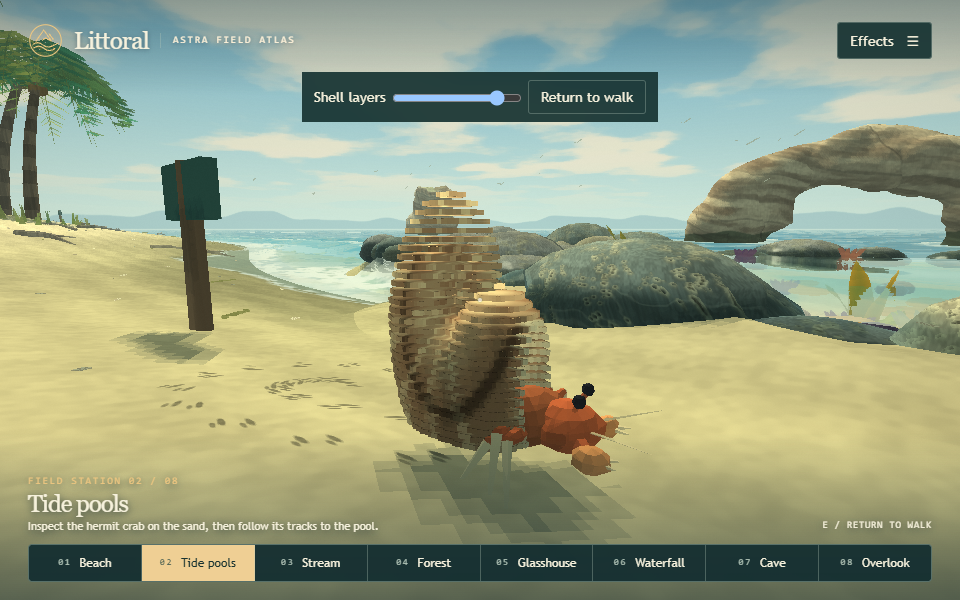 Littoral
ASTRA FIELD ATLAS
Effects
Shell layers
Return to walk
FIELD STATION 02 / 08
Tide pools
Inspect the hermit crab on the sand, then follow its tracks to the pool.
E / RETURN TO WALK
01 Beach
02 Tide pools
03 Stream
04 Forest
05 Glasshouse
06 Waterfall
07 Cave
08 Overlook